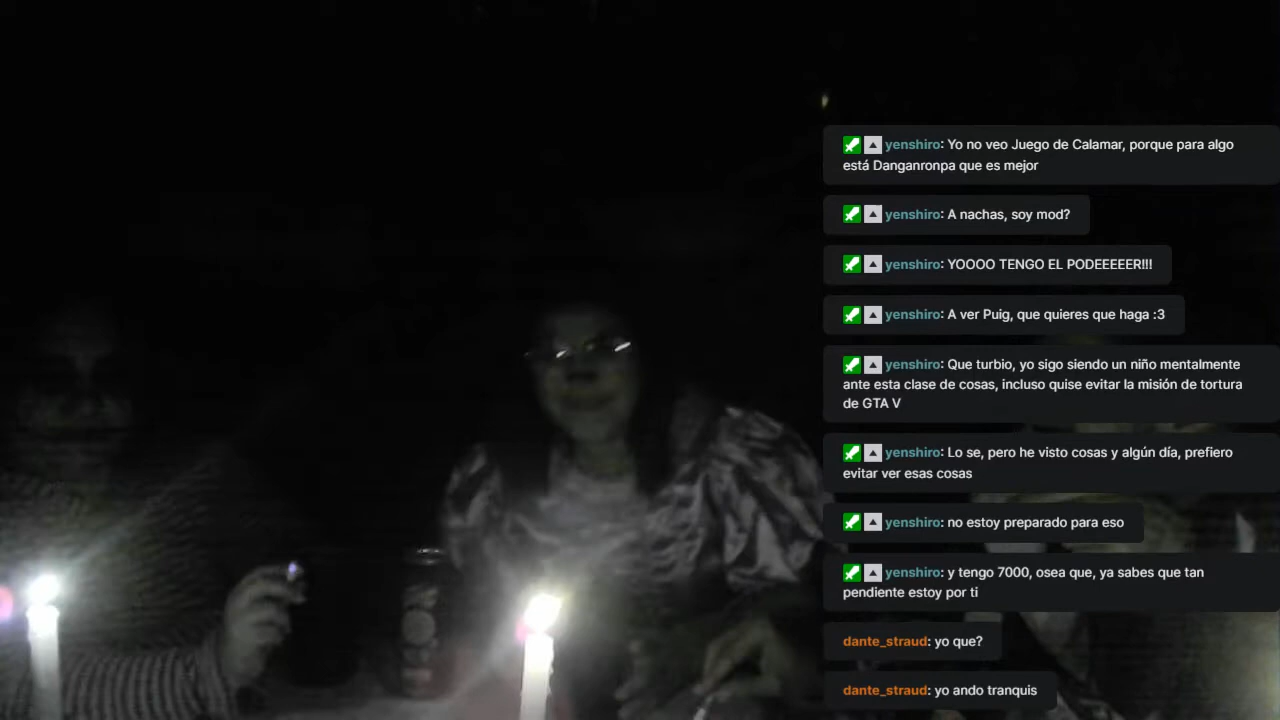 yenshiro: Yo no veo Juego de Calamar, porque para algo
está Danganronpa que es mejor
yenshiro: A nachas, soy mod?
yenshiro: YOOOO TENGO EL PODEEEEER!!!
yenshiro: A ver Puig, que quieres que haga :3
yenshiro: Que turbio, yo sigo siendo un niño mentalmente
ante esta clase de cosas, incluso quise evitar la misión de tortura
de GTA V
yenshiro: Lo se, pero he visto cosas y algún día, prefiero
evitar ver esas cosas
yenshiro: no estoy preparado para eso
yenshiro: y tengo 7000, osea que, ya sabes que tan
pendiente estoy por ti
dante_straud: yo que?
dante_straud: yo ando tranquis